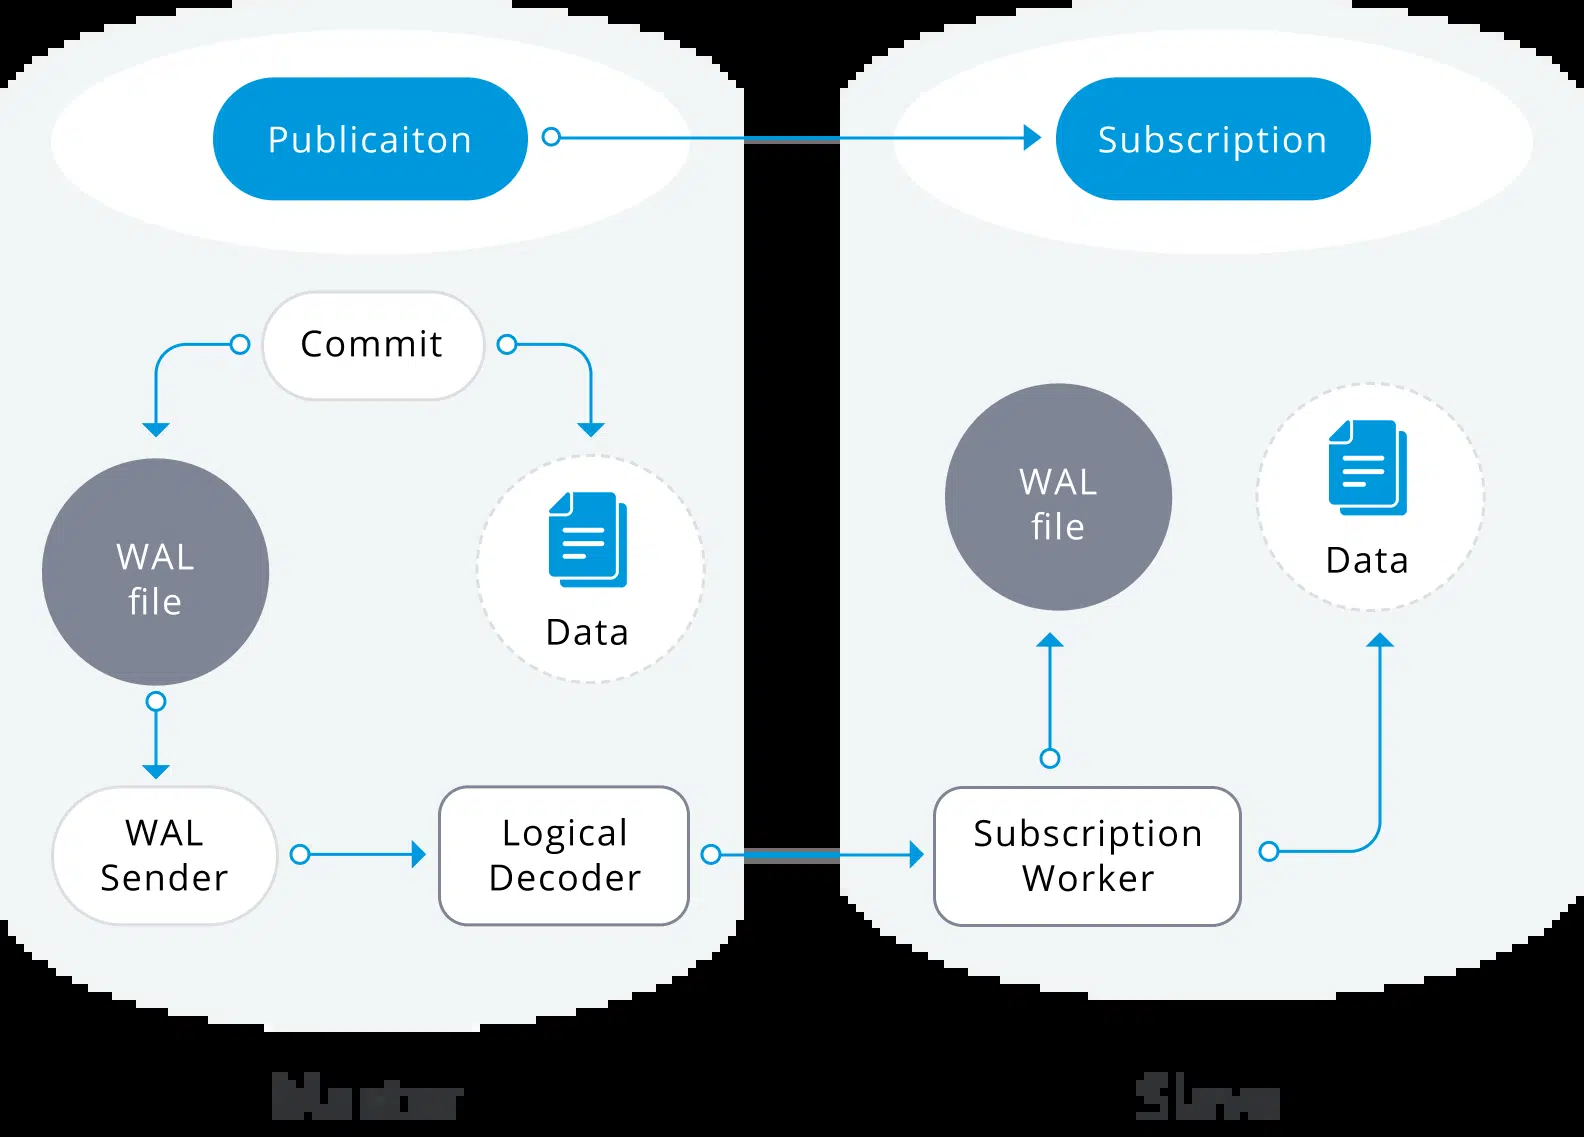 Publicaiton
Subscription
Commit
WAL
file
Data
WAL
file
Data
WAL
Sender
Logical
Decoder
Subscription
Worker
Master
Slave